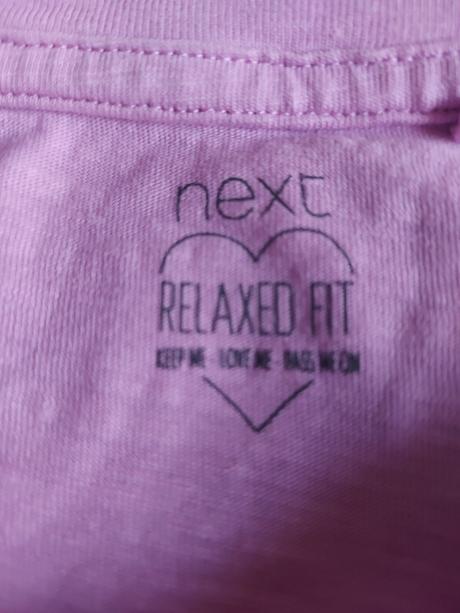 next
RELAXED FIT
KEEP ME · LOVE ME · PASS ME ON